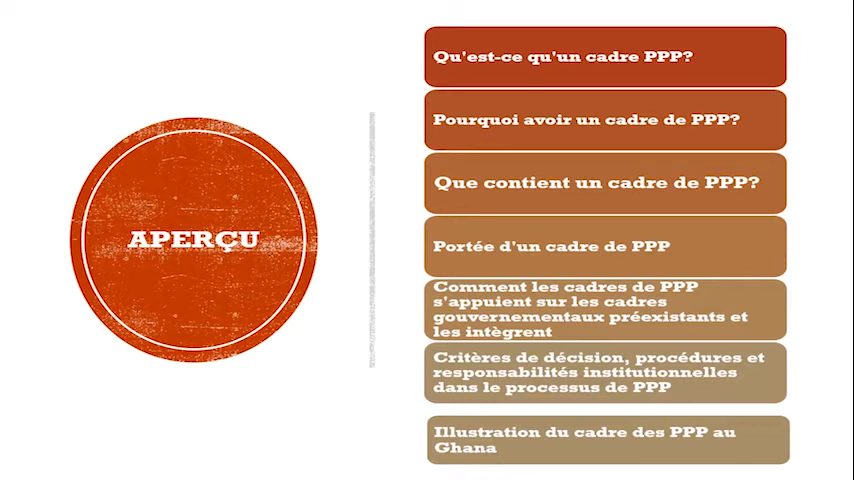 APERÇU
Qu'est-ce qu'un cadre PPP?
Pourquoi avoir un cadre de PPP?
Que contient un cadre de PPP?
Portée d'un cadre de PPP
Comment les cadres de PPP
s'appuient sur les cadres
gouvernementaux préexistants et
les intègrent
Critères de décision, procédures et
responsabilités institutionnelles
dans le processus de PPP
Illustration du cadre des PPP au
Ghana